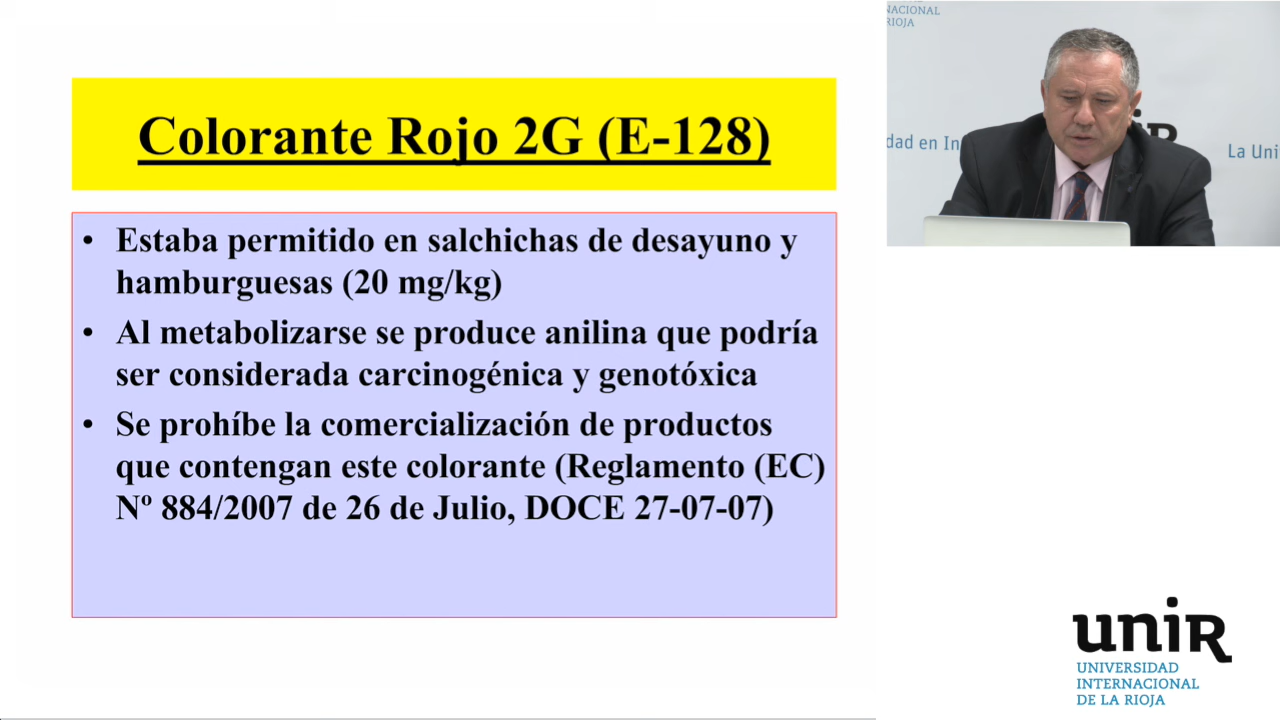 Colorante Rojo 2G (E-128)
• Estaba permitido en salchichas de desayuno y
hamburguesas (20 mg/kg)
• Al metabolizarse se produce anilina que podría
ser considerada carcinogénica y genotóxica
• Se prohíbe la comercialización de productos
que contengan este colorante (Reglamento (EC)
Nº 884/2007 de 26 de Julio, DOCE 27-07-07)
NACIONAL
RIOJA
dad en In
iR
La Uni
uniR
UNIVERSIDAD
INTERNACIONAL
DE LA RIOJA